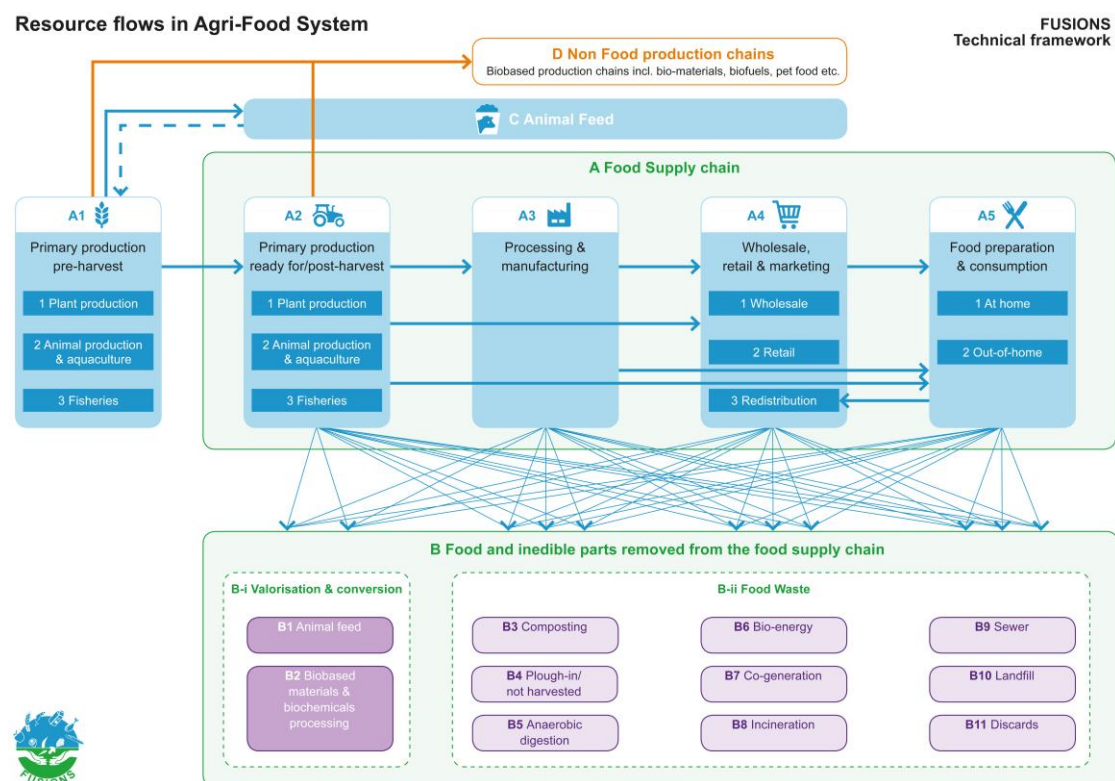 Resource flows in Agri-Food System
FUSIONS
Technical framework
D Non Food production chains
Biobased production chains incl. bio-materials, biofuels, pet food etc.
C Animal Feed
A Food Supply chain
A1
Primary production
pre-harvest
1 Plant production
2 Animal production
& aquaculture
3 Fisheries
A2
Primary production
ready for/post-harvest
1 Plant production
2 Animal production
& aquaculture
3 Fisheries
A3
Processing &
manufacturing
A4
Wholesale,
retail & marketing
1 Wholesale
2 Retail
3 Redistribution
A5
Food preparation
& consumption
1 At home
2 Out-of-home
B Food and inedible parts removed from the food supply chain
B-i Valorisation & conversion
B1 Animal feed
B2 Biobased
materials &
biochemicals
processing
B-ii Food Waste
B3 Composting
B4 Plough-in/
not harvested
B5 Anaerobic
digestion
B6 Bio-energy
B7 Co-generation
B8 Incineration
B9 Sewer
B10 Landfill
B11 Discards
FUSIONS